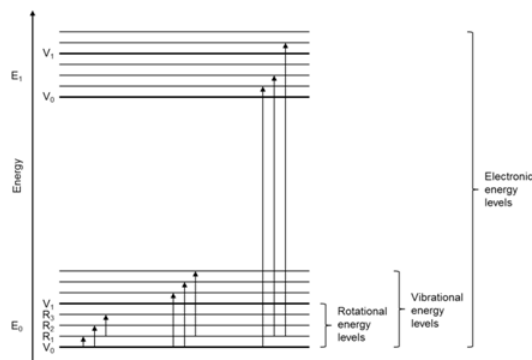 V₁
E₁
V₀
Energy
Electronic
energy
levels
V₁
R₃
R₂
R₁
V₀
E₀
Rotational
energy
levels
Vibrational
energy
levels